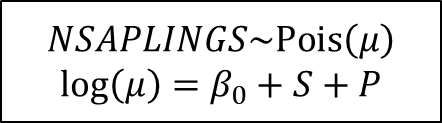 NSAPLINGS~Pois(μ)
log(μ) = β₀ + S + P